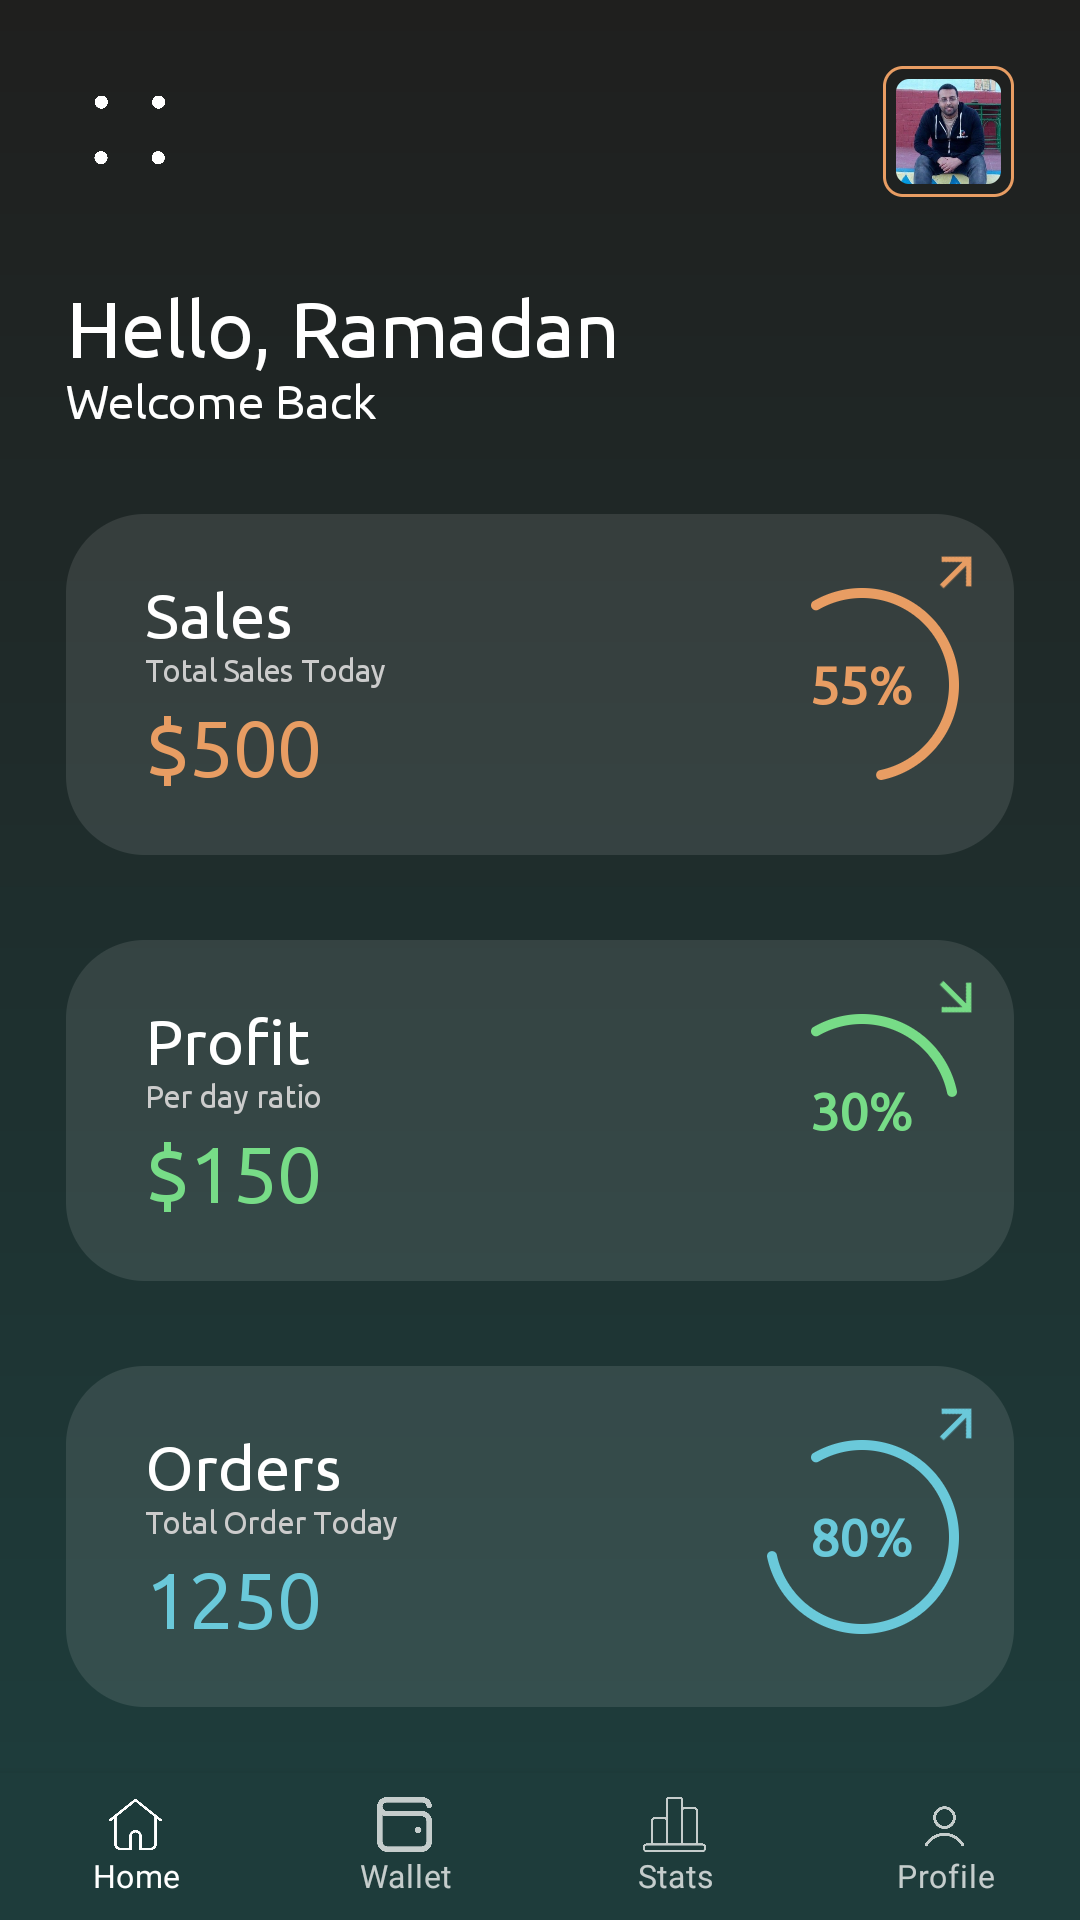 Hello, Ramadan
Welcome Back
Sales
Total Sales Today
$500
55%
Profit
Per day ratio
$150
30%
Orders
Total Order Today
1250
80%
Home
Wallet
Stats
Profile